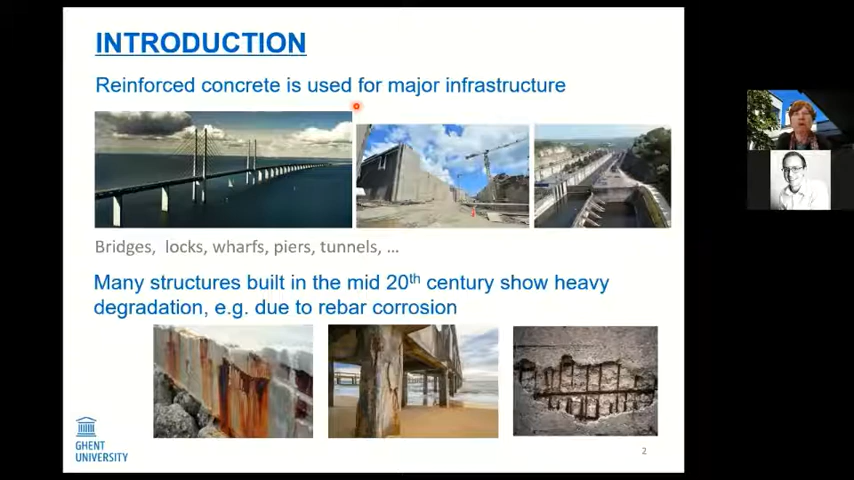 INTRODUCTION
Reinforced concrete is used for major infrastructure
Bridges, locks, wharfs, piers, tunnels, ...
Many structures built in the mid 20th century show heavy
degradation, e.g. due to rebar corrosion
GHENT
UNIVERSITY
2